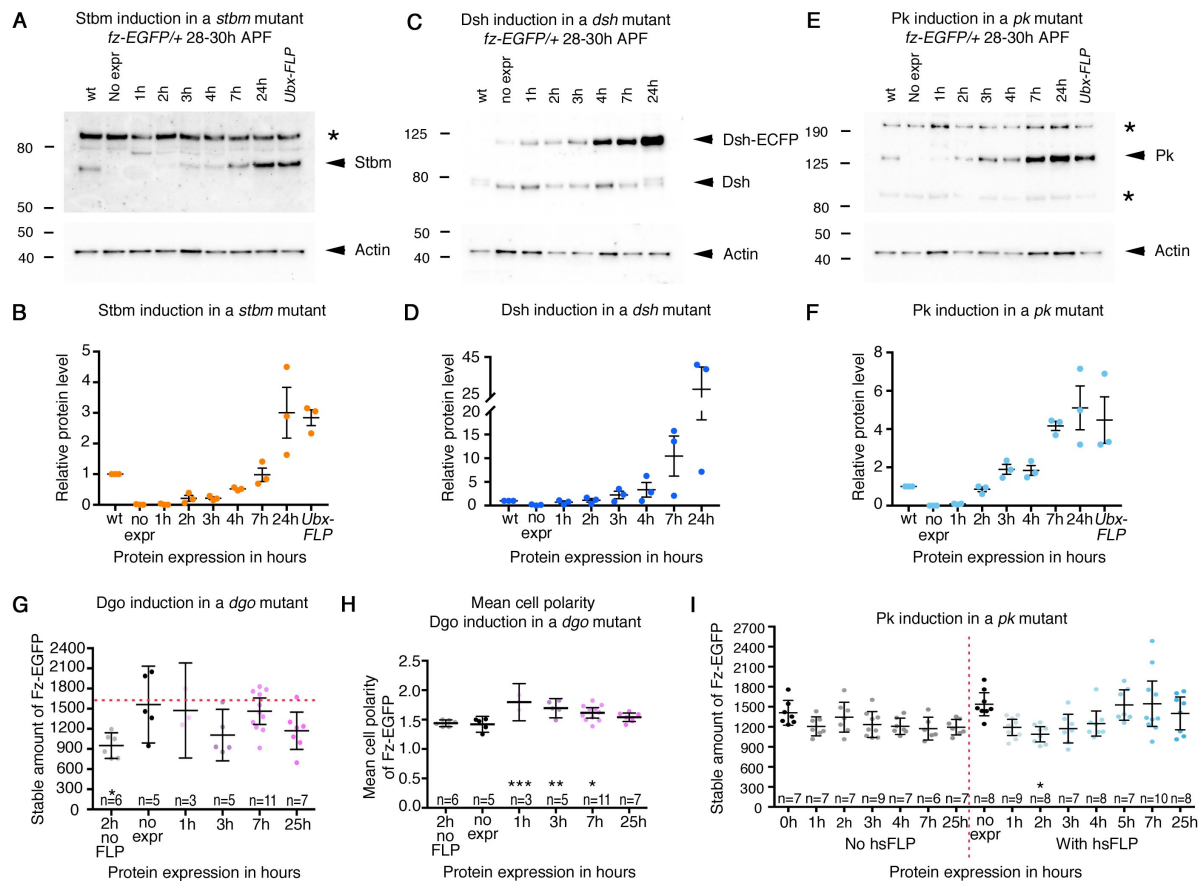 A
Stbm induction in a stbm mutant
fz-EGFP/+ 28-30h APF
wt
No expr
1h
2h
3h
4h
7h
24h
Ubx-FLP
80
50
50
40
*
Stbm
Actin
C
Dsh induction in a dsh mutant
fz-EGFP/+ 28-30h APF
wt
no expr
1h
2h
3h
4h
7h
24h
125
80
50
40
Dsh-ECFP
Dsh
Actin
E
Pk induction in a pk mutant
fz-EGFP/+ 28-30h APF
wt
No expr
1h
2h
3h
4h
7h
24h
Ubx-FLP
190
125
80
50
40
*
Pk
*
Actin
B
Stbm induction in a stbm mutant
Relative protein level
5
4
3
2
1
0
wt no expr 1h 2h 3h 4h 7h 24h Ubx-FLP
Protein expression in hours
D
Dsh induction in a dsh mutant
Relative protein level
45
25
20
15
10
5
0
wt no expr 1h 2h 3h 4h 7h 24h
Protein expression in hours
F
Pk induction in a pk mutant
Relative protein level
8
6
4
2
0
wt no expr 1h 2h 3h 4h 7h 24h Ubx-FLP
Protein expression in hours
G
Dgo induction in a dgo mutant
Stable amount of Fz-EGFP
2400
2100
1800
1500
1200
900
600
300
0
*
n=6 n=5 n=3 n=5 n=11 n=7
2h no FLP no expr 1h 3h 7h 25h
Protein expression in hours
H
Mean cell polarity
Dgo induction in a dgo mutant
Mean cell polarity
of Fz-EGFP
2.5
2.0
1.5
1.0
0.5
0.0
*** ** *
n=6 n=5 n=3 n=5 n=11 n=7
2h no FLP no expr 1h 3h 7h 25h
Protein expression in hours
I
Pk induction in a pk mutant
Stable amount of Fz-EGFP
2700
2400
2100
1800
1500
1200
900
600
300
0
*
n=7 n=7 n=7 n=9 n=7 n=6 n=7 n=8 n=9 n=8 n=7 n=8 n=7 n=10 n=8
0h 1h 2h 3h 4h 7h 25h no expr 1h 2h 3h 4h 5h 7h 25h
No hsFLP With hsFLP
Protein expression in hours